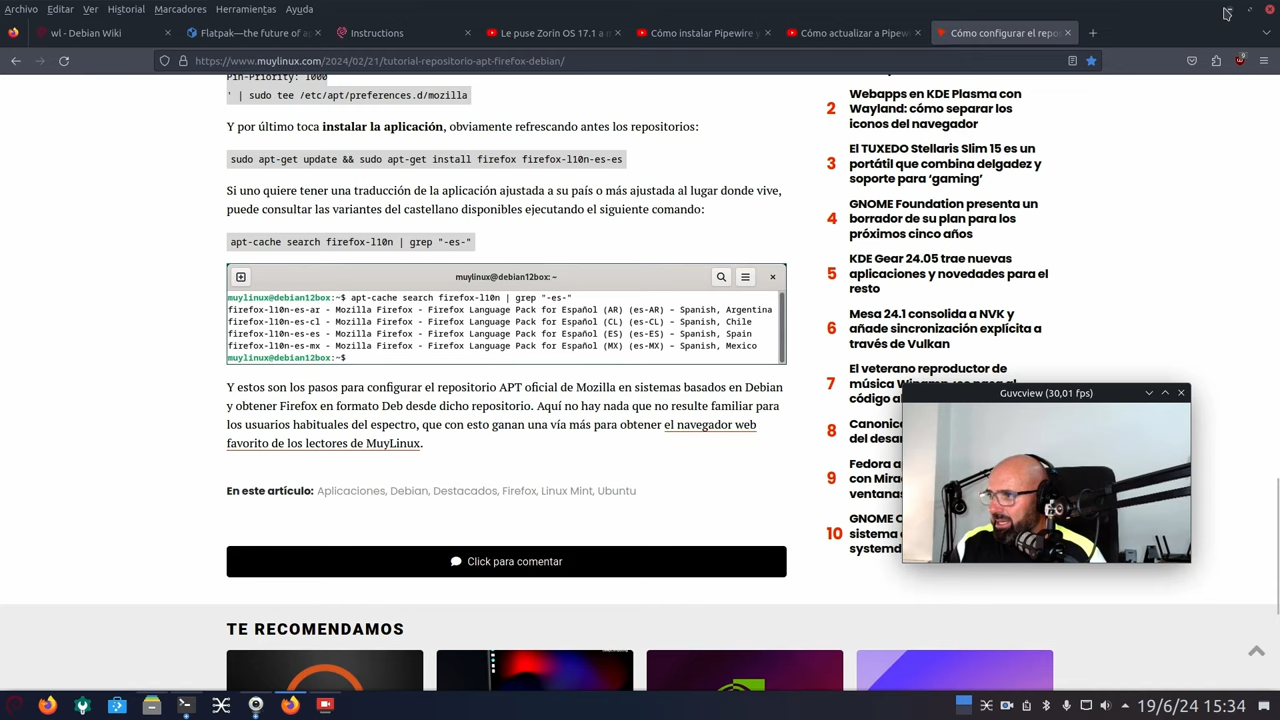 Archivo Editar Ver Historial Marcadores Herramientas Ayuda
wl - Debian Wiki
Flatpak—the future of ap
Instructions
Le puse Zorin OS 17.1 a m
Cómo instalar Pipewire y
Cómo actualizar a Pipew
Cómo configurar el repos
https://www.muylinux.com/2024/02/21/tutorial-repositorio-apt-firefox-debian/
Pin-Priority: 1000
' | sudo tee /etc/apt/preferences.d/mozilla
Y por último toca instalar la aplicación, obviamente refrescando antes los repositorios:
sudo apt-get update && sudo apt-get install firefox firefox-l10n-es-es
Si uno quiere tener una traducción de la aplicación ajustada a su país o más ajustada al lugar donde vive,
puede consultar las variantes del castellano disponibles ejecutando el siguiente comando:
apt-cache search firefox-l10n | grep "-es-"
muylinux@debian12box: ~
muylinux@debian12box:~$ apt-cache search firefox-l10n | grep "-es-"
firefox-l10n-es-ar - Mozilla Firefox - Firefox Language Pack for Español (AR) (es-AR) – Spanish, Argentina
firefox-l10n-es-cl - Mozilla Firefox - Firefox Language Pack for Español (CL) (es-CL) – Spanish, Chile
firefox-l10n-es-es - Mozilla Firefox - Firefox Language Pack for Español (ES) (es-ES) – Spanish, Spain
firefox-l10n-es-mx - Mozilla Firefox - Firefox Language Pack for Español (MX) (es-MX) – Spanish, Mexico
muylinux@debian12box:~$
Y estos son los pasos para configurar el repositorio APT oficial de Mozilla en sistemas basados en Debian
y obtener Firefox en formato Deb desde dicho repositorio. Aquí no hay nada que no resulte familiar para
los usuarios habituales del espectro, que con esto ganan una vía más para obtener el navegador web
favorito de los lectores de MuyLinux.
En este artículo: Aplicaciones, Debian, Destacados, Firefox, Linux Mint, Ubuntu
Click para comentar
TE RECOMENDAMOS
2 Webapps en KDE Plasma con
Wayland: cómo separar los
iconos del navegador
3 El TUXEDO Stellaris Slim 15 es un
portátil que combina delgadez y
soporte para ‘gaming’
4 GNOME Foundation presenta un
borrador de su plan para los
próximos cinco años
5 KDE Gear 24.05 trae nuevas
aplicaciones y novedades para el
resto
6 Mesa 24.1 consolida a NVK y
añade sincronización explícita a
través de Vulkan
7 El veterano reproductor de
música Winamp
código a
8 Canonica
del desa
9 Fedora a
con Mirac
ventanas
10 GNOME O
sistema
systemd
Guvcview (30,01 fps)
19/6/24 15:34